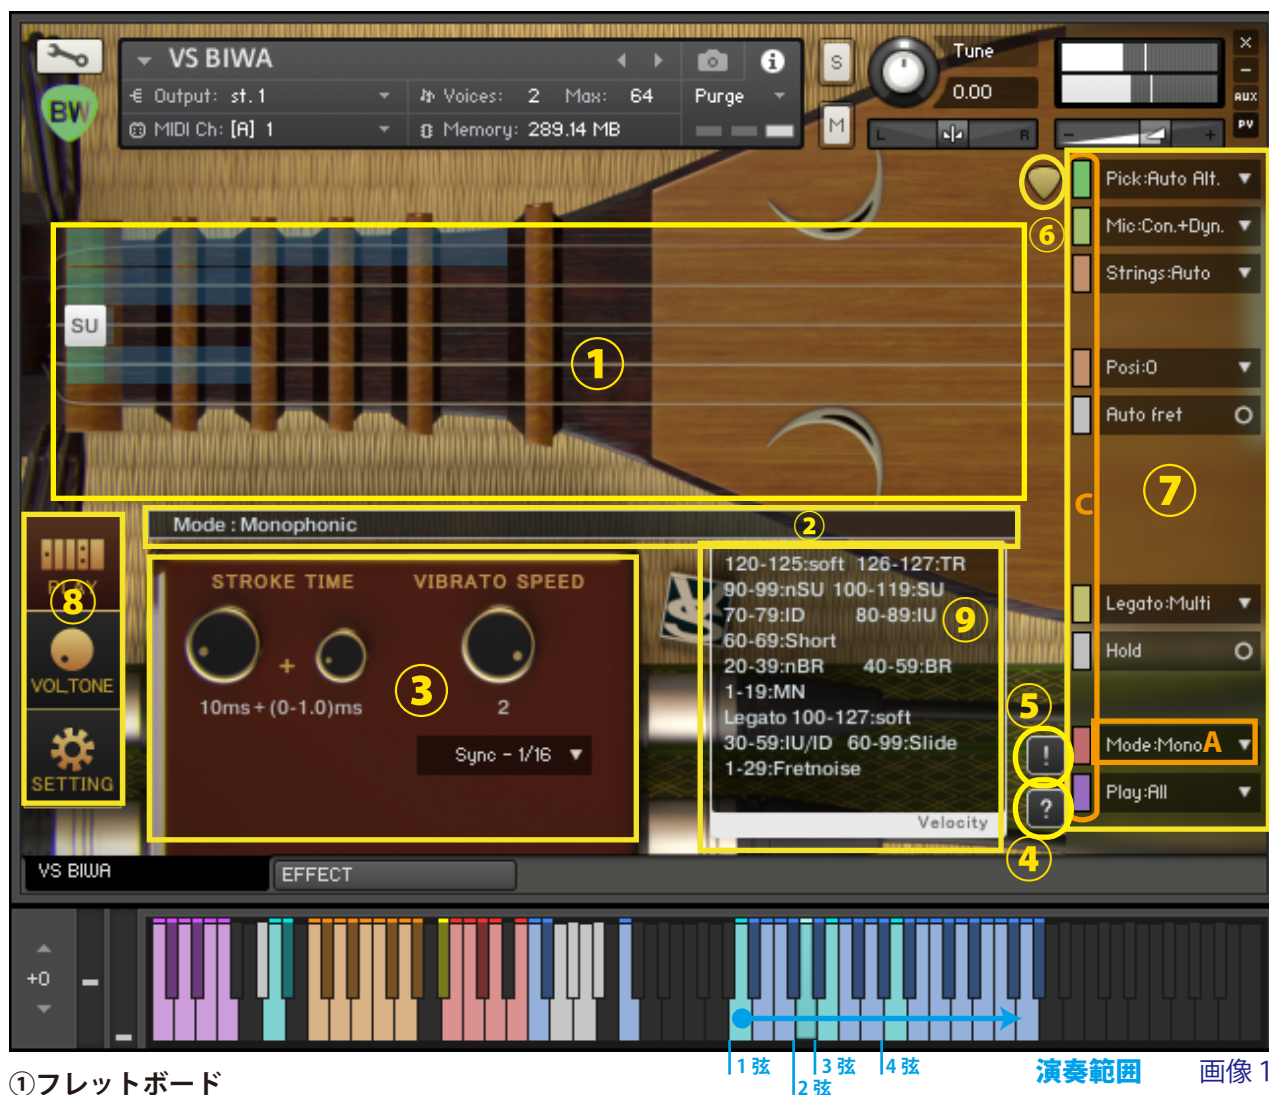 VS BIWA
Output: st.1
Voices: 2 Max: 64
Purge
MIDI Ch: [A] 1
Memory: 289.14 MB
S
M
Tune
0.00
L
R
-
+
×
-
AUX
PV
BW
i
Pick:Auto Alt.
Mic:Con.+Dyn.
Strings:Auto
Posi:0
Auto fret
Legato:Multi
Hold
Mode:Mono
Play:All
⑥
⑦
C
A
SU
①
Mode : Monophonic
②
PLAY
⑧
VOL,TONE
SETTING
STROKE TIME
VIBRATO SPEED
+
10ms+(0-1.0)ms
③
2
Sync - 1/16
120-125:soft 126-127:TR
90-99:nSU 100-119:SU
70-79:ID 80-89:IU
⑨
60-69:Short
20-39:nBR 40-59:BR
1-19:MN
Legato 100-127:soft
30-59:IU/ID 60-99:Slide
1-29:Fretnoise
Velocity
⑤
!
?
④
VS BIWA
EFFECT
+0
1弦
2弦
3弦
4弦
演奏範囲
画像 1
①フレットボード